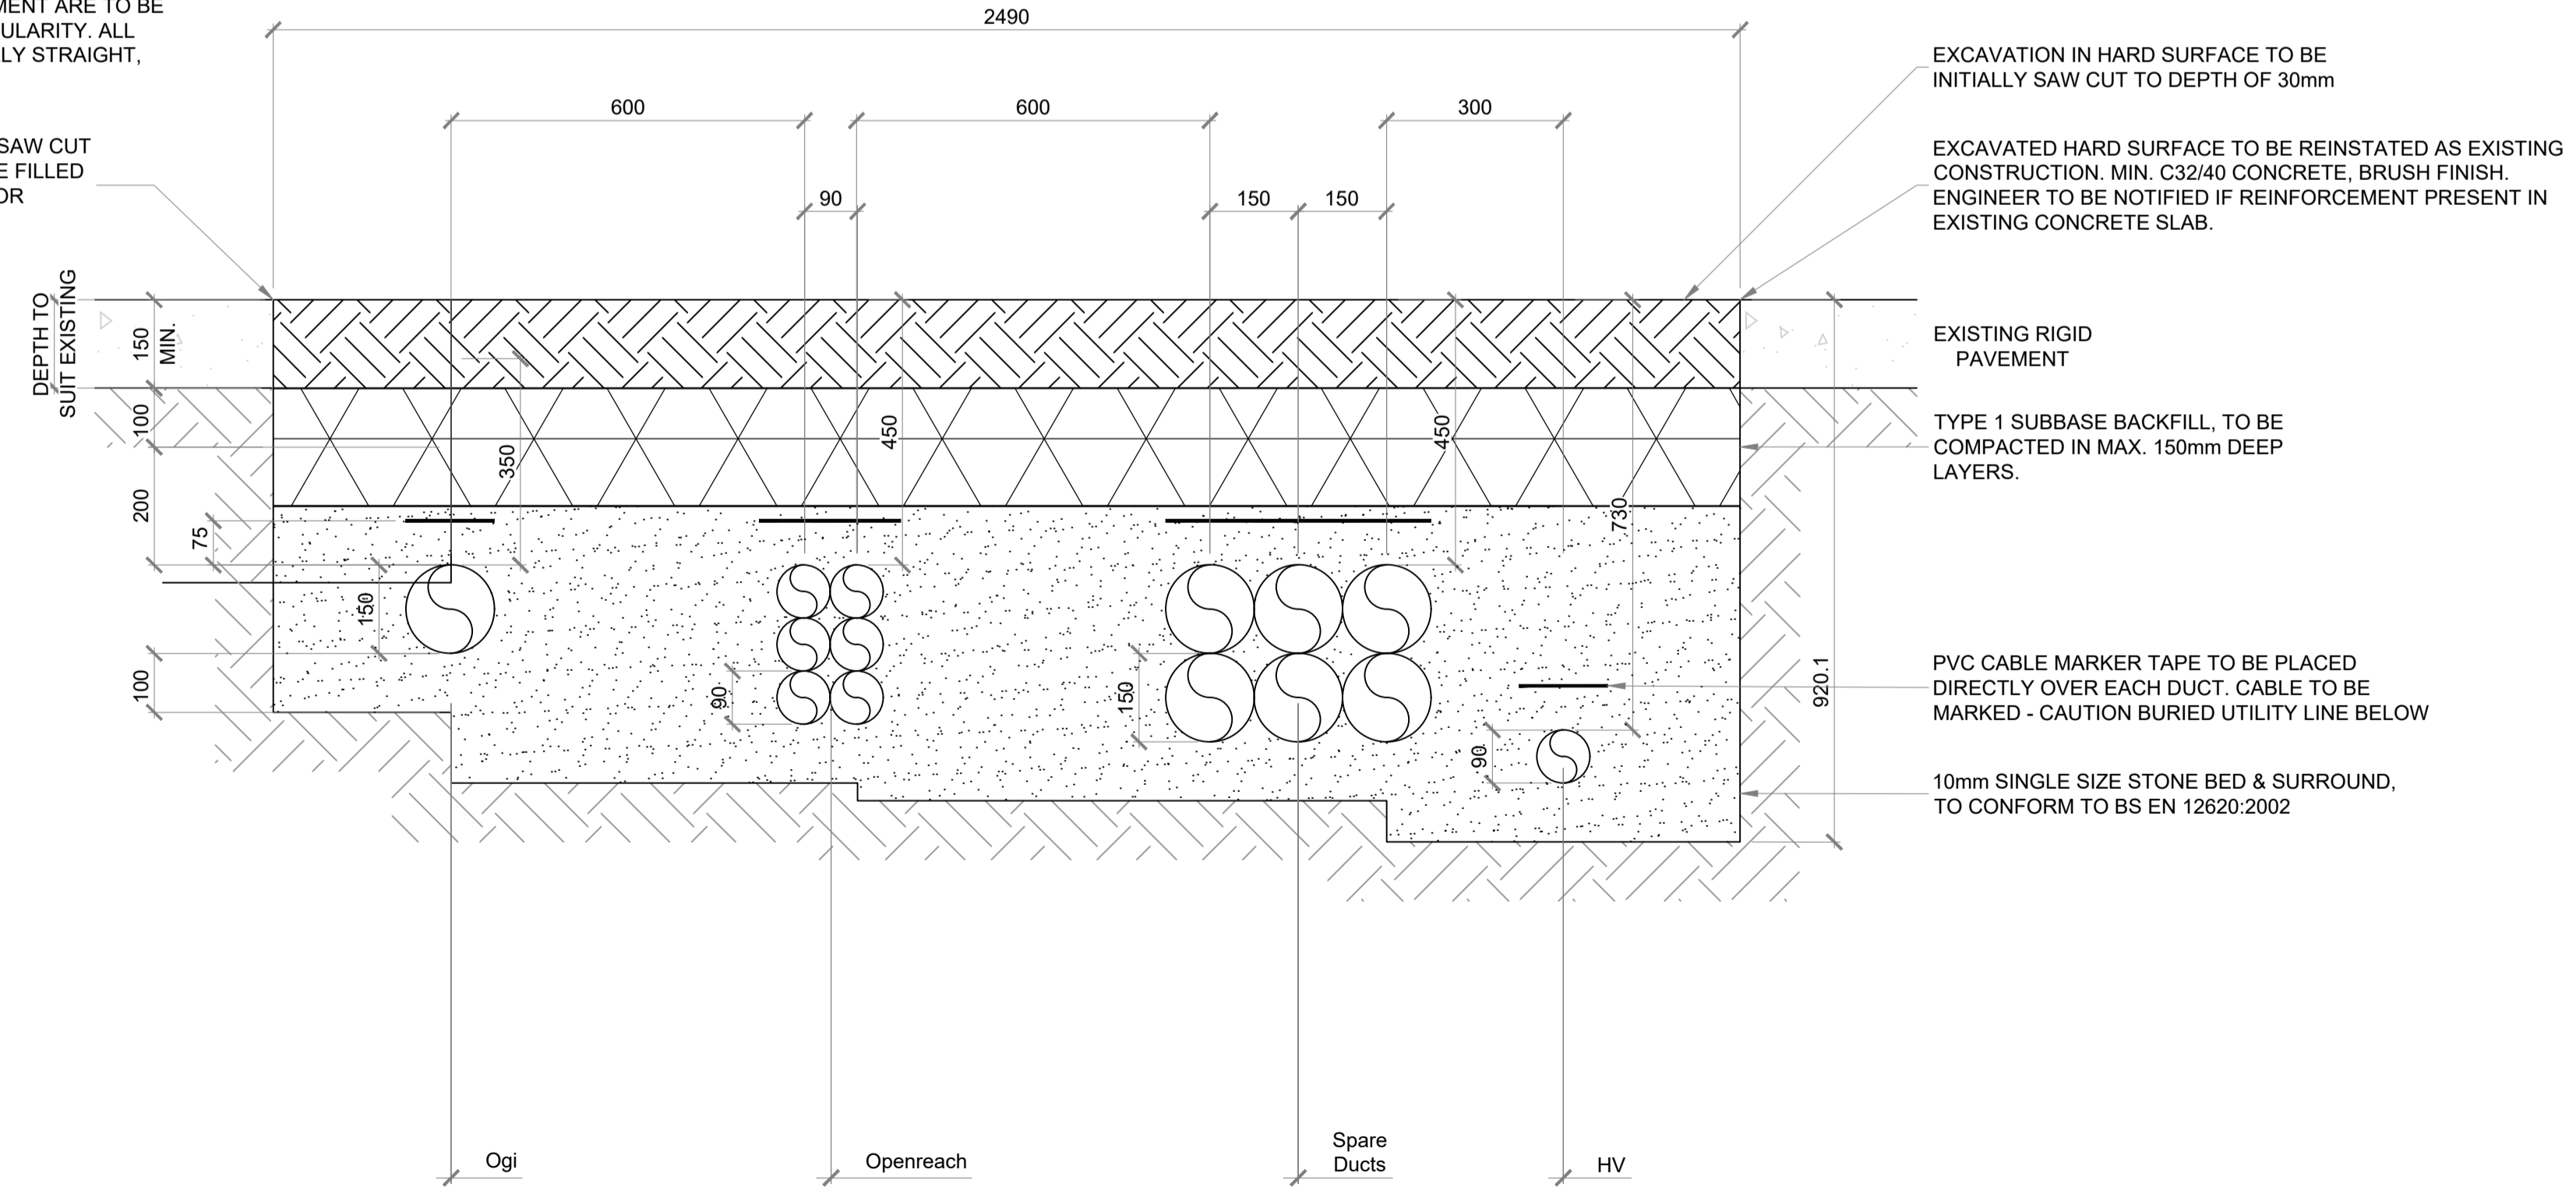 MENT ARE TO BE
ULARITY. ALL
LY STRAIGHT,
SAW CUT
E FILLED
OR
2490
600
600
300
90
150
150
EXCAVATION IN HARD SURFACE TO BE
INITIALLY SAW CUT TO DEPTH OF 30mm
EXCAVATED HARD SURFACE TO BE REINSTATED AS EXISTING
CONSTRUCTION. MIN. C32/40 CONCRETE, BRUSH FINISH.
ENGINEER TO BE NOTIFIED IF REINFORCEMENT PRESENT IN
EXISTING CONCRETE SLAB.
DEPTH TO
SUIT EXISTING
150
MIN.
100
200
75
150
100
350
450
450
730
90
150
90
920.1
EXISTING RIGID
PAVEMENT
TYPE 1 SUBBASE BACKFILL, TO BE
COMPACTED IN MAX. 150mm DEEP
LAYERS.
PVC CABLE MARKER TAPE TO BE PLACED
DIRECTLY OVER EACH DUCT. CABLE TO BE
MARKED - CAUTION BURIED UTILITY LINE BELOW
10mm SINGLE SIZE STONE BED & SURROUND,
TO CONFORM TO BS EN 12620:2002
Ogi
Openreach
Spare
Ducts
HV